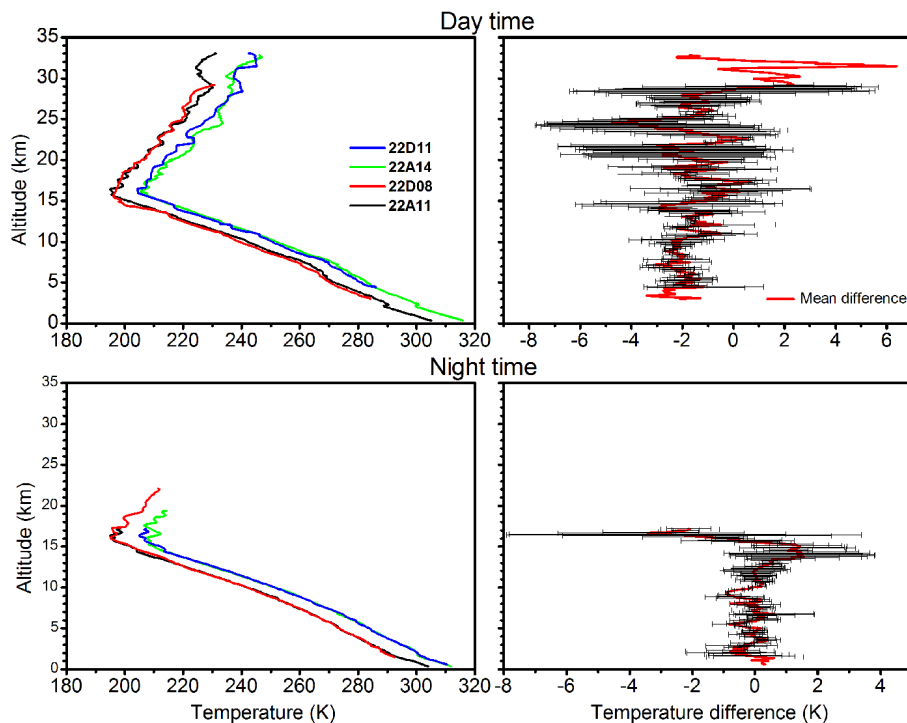 Day time
35
30
25
20
15
10
5
0
Altitude (km)
22D11
22A14
22D08
22A11
180 200 220 240 260 280 300 320
Mean difference
-8 -6 -4 -2 0 2 4 6
Night time
35
30
25
20
15
10
5
0
Altitude (km)
180 200 220 240 260 280 300 320
Temperature (K)
-8 -6 -4 -2 0 2 4
Temperature difference (K)